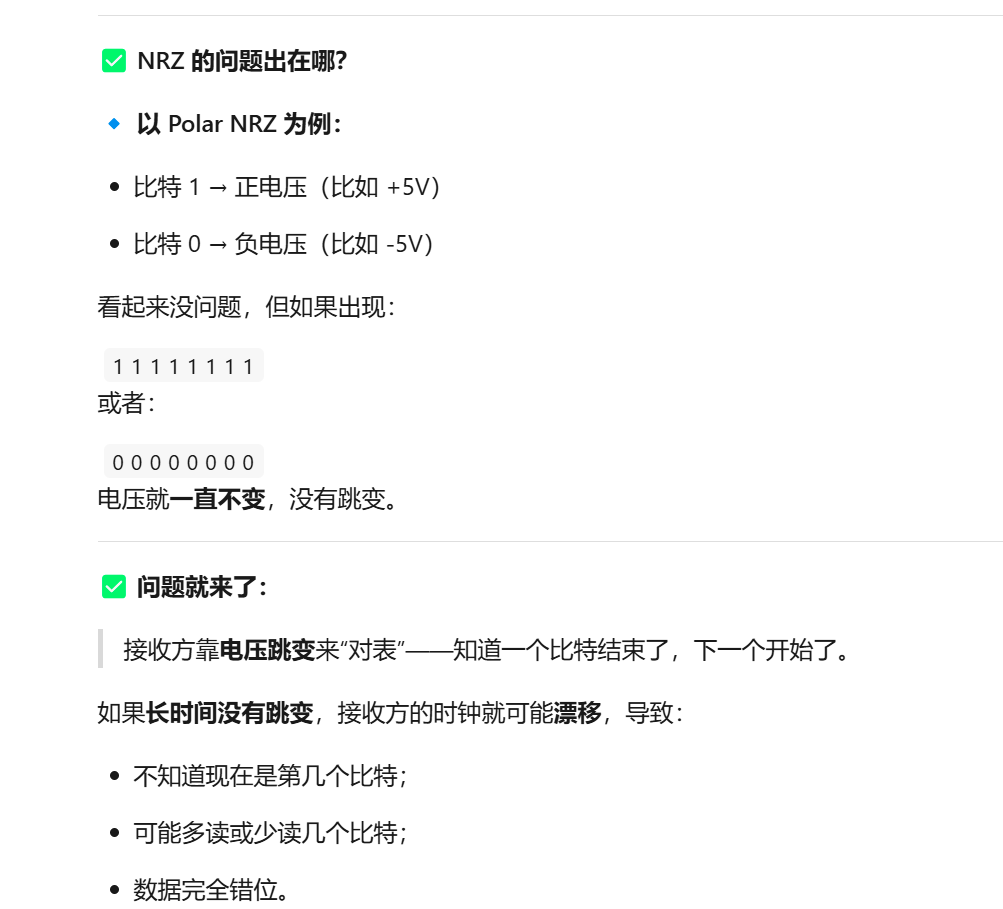 ✅ NRZ 的问题出在哪？
🔹 以 Polar NRZ 为例：
• 比特 1 → 正电压（比如 +5V）
• 比特 0 → 负电压（比如 -5V）
看起来没问题，但如果出现：
1 1 1 1 1 1 1 1
或者：
0 0 0 0 0 0 0 0
电压就一直不变，没有跳变。
✅ 问题就来了：
接收方靠电压跳变来“对表”——知道一个比特结束了，下一个开始了。
如果长时间没有跳变，接收方的时钟就可能漂移，导致：
• 不知道现在是第几个比特；
• 可能多读或少读几个比特；
• 数据完全错位。